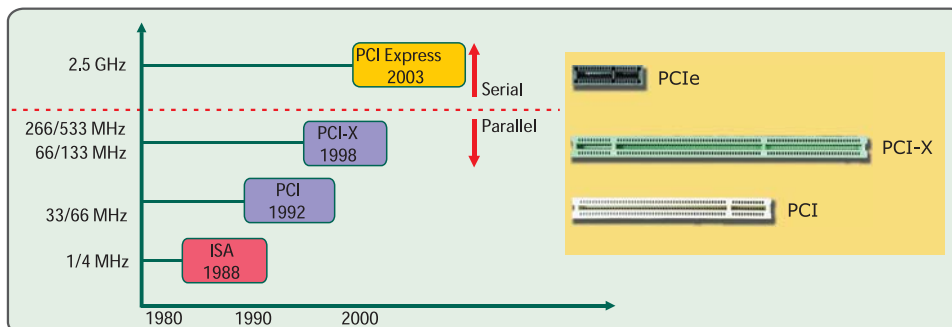 2.5 GHz
PCI Express
2003
Serial
266/533 MHz
66/133 MHz
PCI-X
1998
Parallel
33/66 MHz
PCI
1992
1/4 MHz
ISA
1988
1980 1990 2000
PCIe
PCI-X
PCI